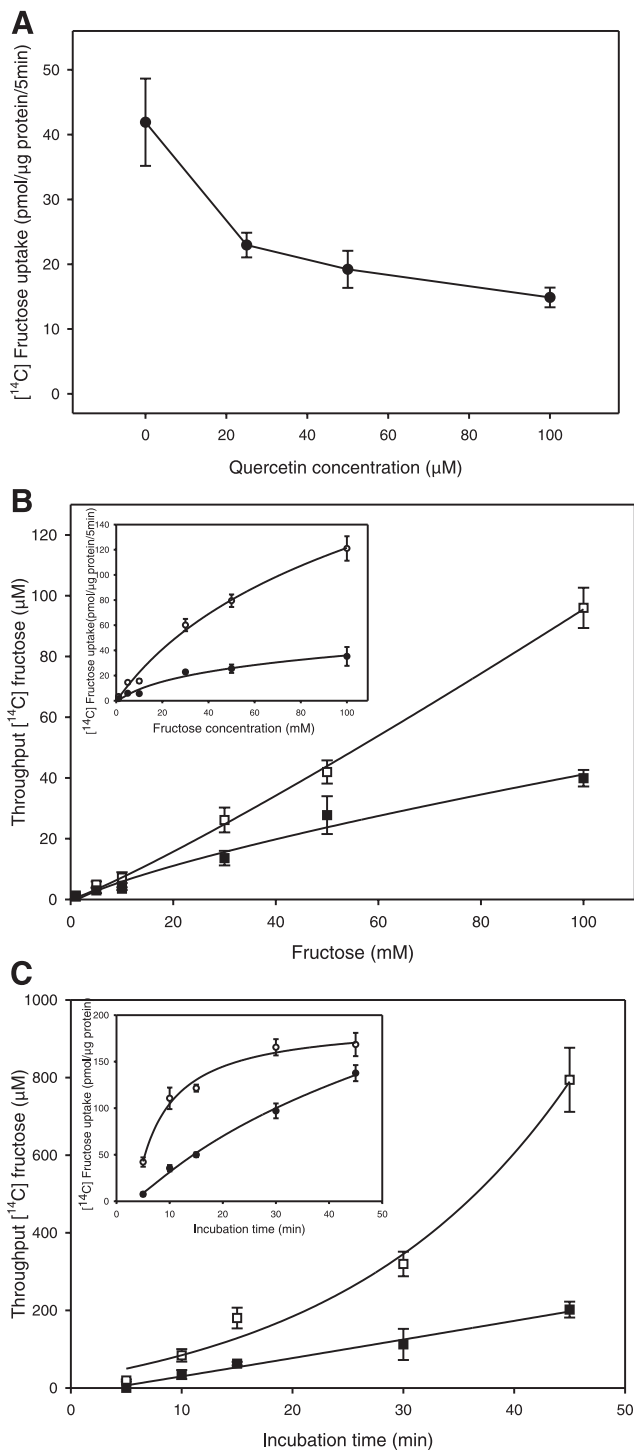 A
[¹⁴C] Fructose uptake (pmol/µg protein/5min)
50
40
30
20
10
0
0 20 40 60 80 100
Quercetin concentration (µM)
B
Throughput [¹⁴C] fructose (µM)
120
100
80
60
40
20
0
0 20 40 60 80 100
Fructose (mM)
[¹⁴C] Fructose uptake(pmol/µg protein/5min)
140
120
100
80
60
40
20
0
0 20 40 60 80 100
Fructose concentration (mM)
C
Throughput [¹⁴C] fructose (µM)
1000
800
600
400
200
0
0 10 20 30 40 50
Incubation time (min)
[¹⁴C] Fructose uptake (pmol/µg protein)
200
150
100
50
0
0 10 20 30 40 50
Incubation time (min)